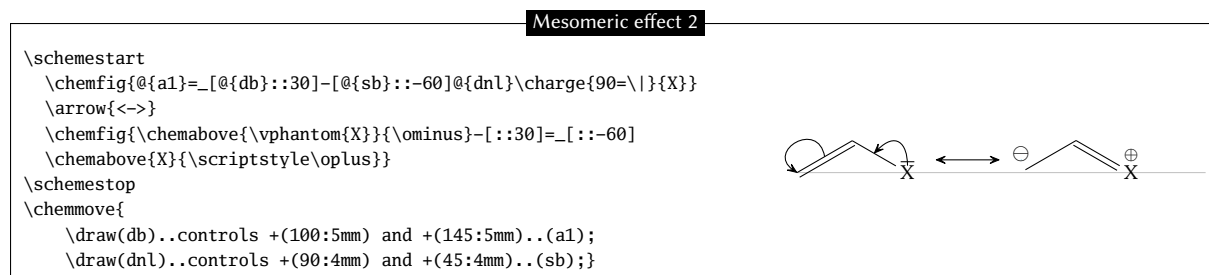 Mesomeric effect 2
\schemestart
\chemfig{@{a1}=_[@{db}::30]-[@{sb}::-60]@{dnl}\charge{90=\|}{X}}
\arrow{<->}
\chemfig{\chemabove{\vphantom{X}}{\ominus}-[::30]=_[::-60]
\chemabove{X}{\scriptstyle\oplus}}
\schemestop
\chemmove{
\draw(db)..controls +(100:5mm) and +(145:5mm)..(a1);
\draw(dnl)..controls +(90:4mm) and +(45:4mm)..(sb);}
⊖ ⊕
X X